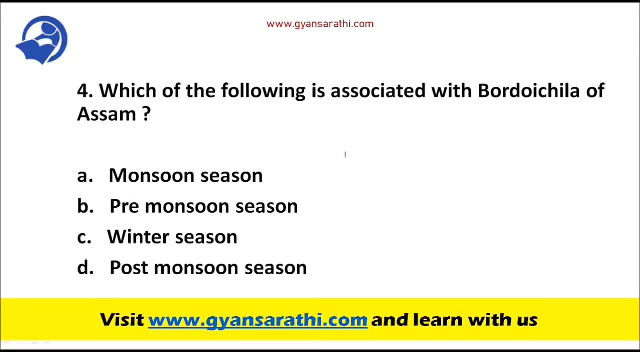 www.gyansarathi.com
4. Which of the following is associated with Bordoichila of
Assam ?
a. Monsoon season
b. Pre monsoon season
c. Winter season
d. Post monsoon season
Visit www.gyansarathi.com and learn with us